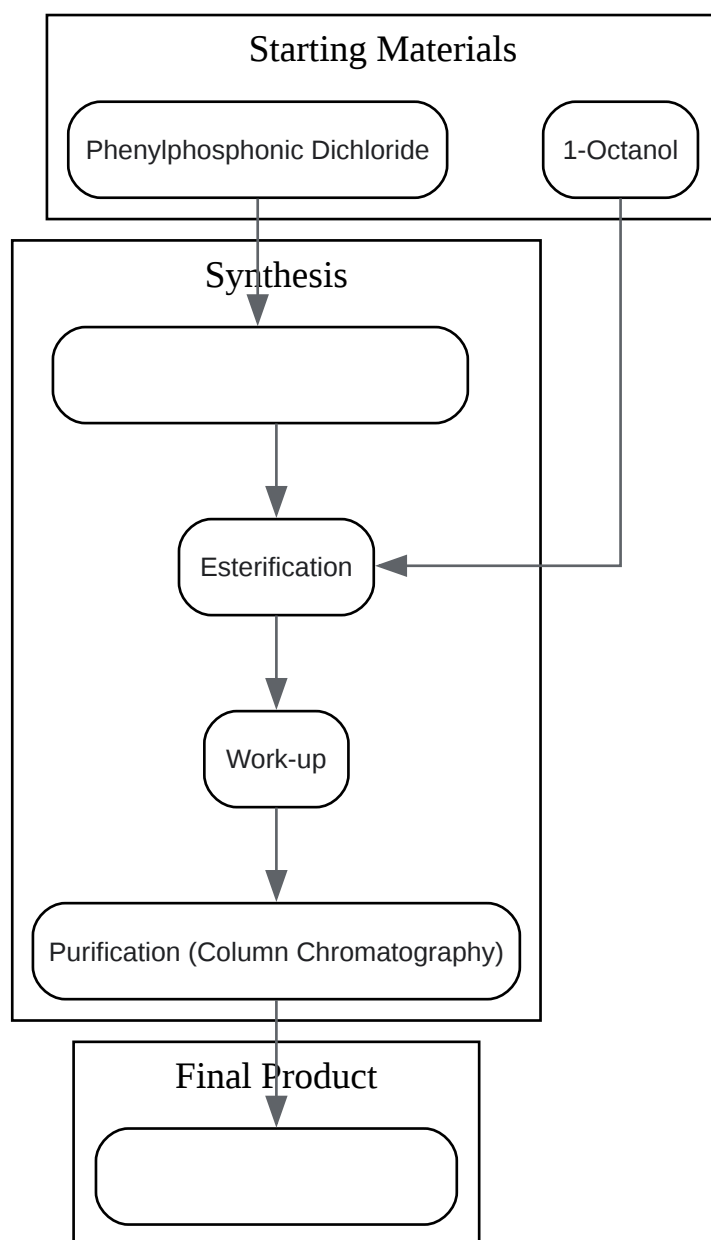 Starting Materials
Phenylphosphonic Dichloride
1-Octanol
Synthesis
Esterification
Work-up
Purification (Column Chromatography)
Final Product